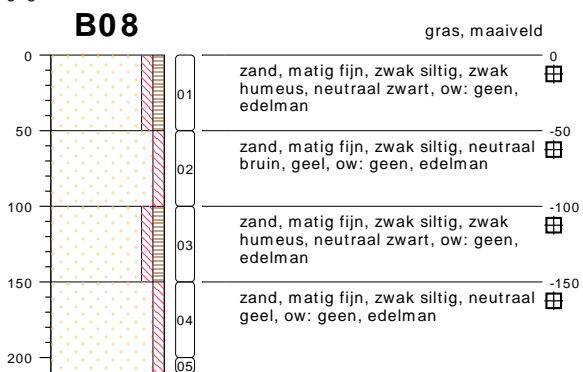 B08
gras, maaiveld
0
0
01
zand, matig fijn, zwak siltig, zwak
humeus, neutraal zwart, ow: geen,
edelman
50
-50
02
zand, matig fijn, zwak siltig, neutraal
bruin, geel, ow: geen, edelman
100
-100
03
zand, matig fijn, zwak siltig, zwak
humeus, neutraal zwart, ow: geen,
edelman
150
-150
04
zand, matig fijn, zwak siltig, neutraal
geel, ow: geen, edelman
200
05